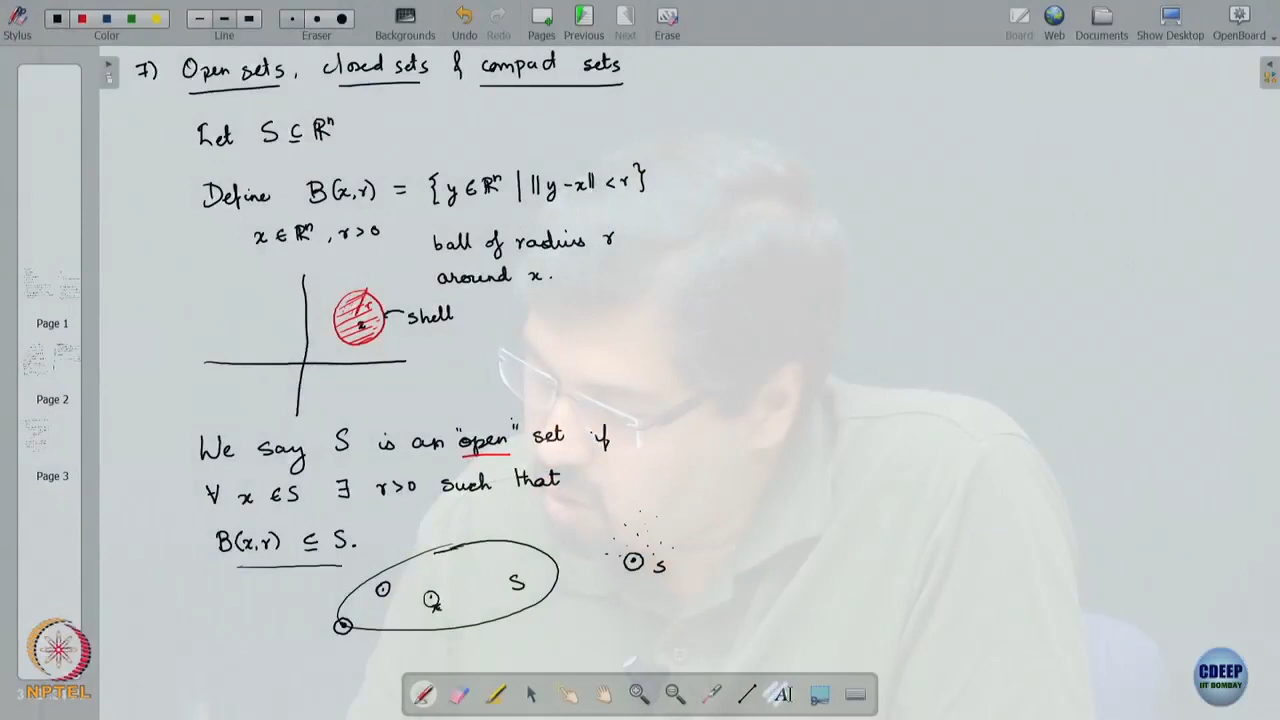 Stylus
Color
Line
Eraser
Backgrounds
Undo
Redo
Pages
Previous
Next
Erase
Board
Web
Documents
Show Desktop
OpenBoard
7) Open sets, closed sets & compact sets
Let S ⊆ ℝⁿ
Define B(x,r) = {y ∈ ℝⁿ | ||y-x|| < r}
x ∈ ℝⁿ, r>0
ball of radius r
around x.
r
x
shell
We say S is an "open" set if
∀ x ∈ S ∃ r>0 such that
B(x,r) ⊆ S.
S
x
S
Page 1
Page 2
Page 3
NPTEL
CDEEP
IIT BOMBAY
AI